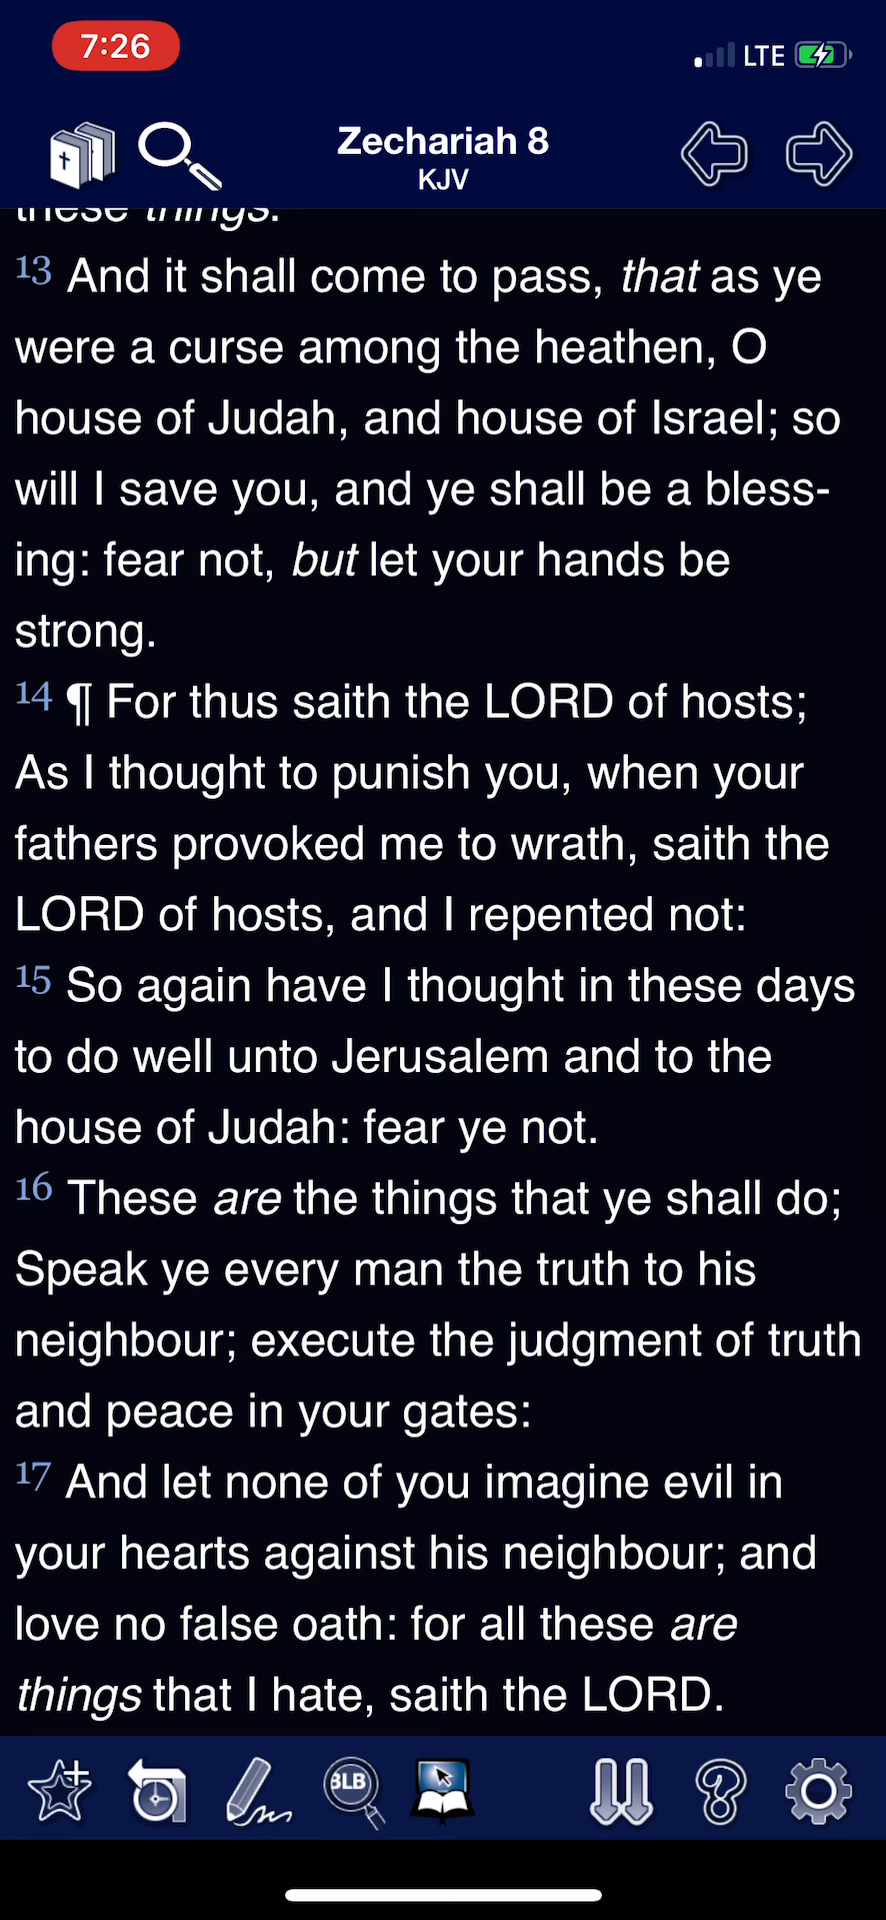 7:26
LTE
Zechariah 8
KJV
these things.
13 And it shall come to pass, that as ye
were a curse among the heathen, O
house of Judah, and house of Israel; so
will I save you, and ye shall be a bless-
ing: fear not, but let your hands be
strong.
14 ¶ For thus saith the LORD of hosts;
As I thought to punish you, when your
fathers provoked me to wrath, saith the
LORD of hosts, and I repented not:
15 So again have I thought in these days
to do well unto Jerusalem and to the
house of Judah: fear ye not.
16 These are the things that ye shall do;
Speak ye every man the truth to his
neighbour; execute the judgment of truth
and peace in your gates:
17 And let none of you imagine evil in
your hearts against his neighbour; and
love no false oath: for all these are
things that I hate, saith the LORD.
BLB